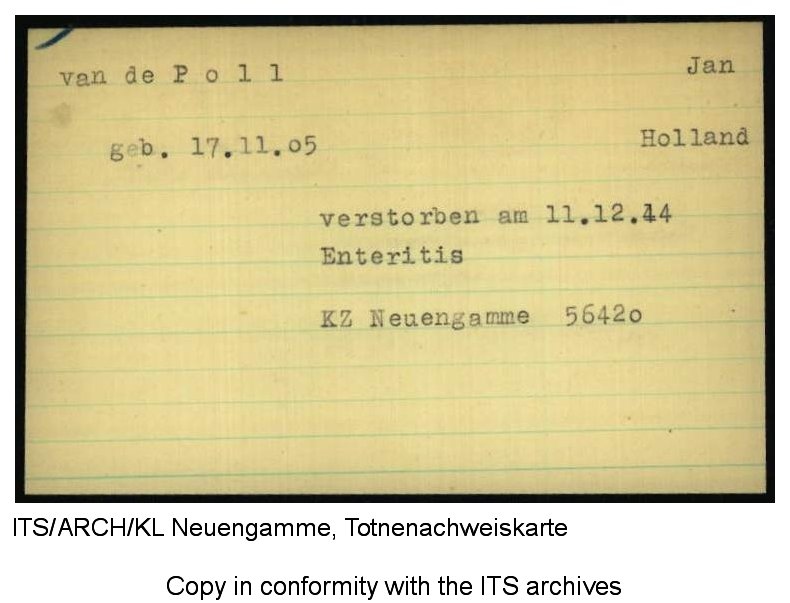 van de P o l l Jan
geb. 17.11.o5 Holland
verstorben am 11.12.44
Enteritis
KZ Neuengamme 5642o
ITS/ARCH/KL Neuengamme, Totnenachweiskarte
Copy in conformity with the ITS archives